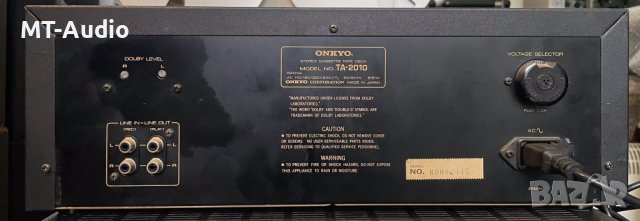 MT-Audio
DOLBY LEVEL
R L
LINE IN LINE OUT
(REC) (PLAY)
L L
R R
ONKYO
STEREO CASSETTE TAPE DECK
MODEL NO. TA-2010
RATING:
ONKYO CORPORATION MADE IN JAPAN
"MANUFACTURED UNDER LICENSE FROM DOLBY
LABORATORIES."
"THE WORD 'DOLBY' AND 'DOUBLE-D' SYMBOL ARE
TRADEMARK OF DOLBY LABORATORIES."
CAUTION
TO PREVENT ELECTRIC SHOCK, DO NOT REMOVE COVER
OR SCREWS. NO USER-SERVICEABLE PARTS INSIDE.
REFER SERVICING TO QUALIFIED SERVICE PERSONNEL.
WARNING
TO PREVENT FIRE OR SHOCK HAZARD, DO NOT EXPOSE
THIS APPLIANCE TO RAIN OR MOISTURE.
SERIAL
NO.
VOLTAGE SELECTOR
AC
bazar